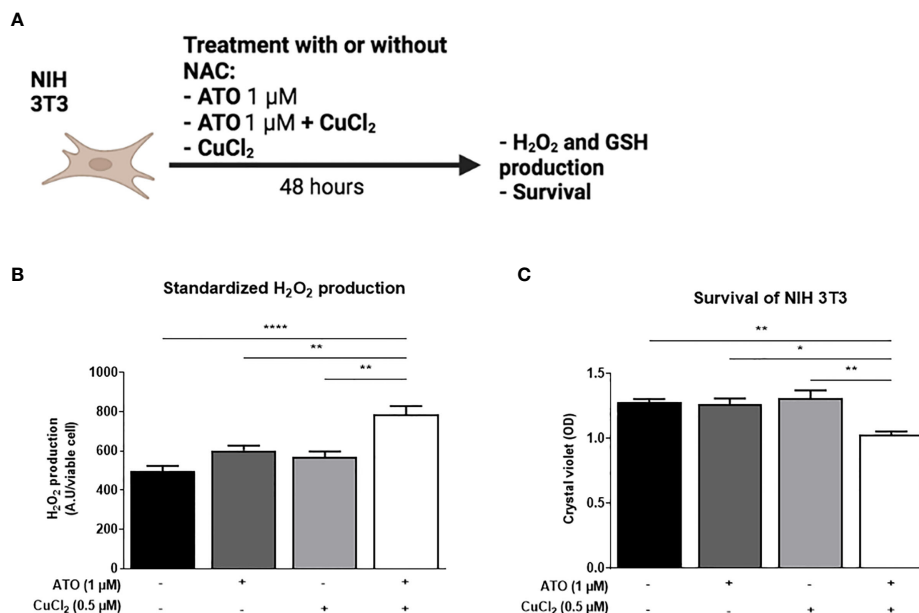 A
NIH
3T3
Treatment with or without
NAC:
- ATO 1 µM
- ATO 1 µM + CuCl₂
- CuCl₂
48 hours
- H₂O₂ and GSH
production
- Survival
B
Standardized H₂O₂ production
****
**
**
H₂O₂ production
(A.U/viable cell)
1000
800
600
400
200
0
ATO (1 µM) - + - +
CuCl₂ (0.5 µM) - - + +
C
Survival of NIH 3T3
**
*
**
Crystal violet (OD)
1.5
1.0
0.5
0.0
ATO (1 µM) - + - +
CuCl₂ (0.5 µM) - - + +